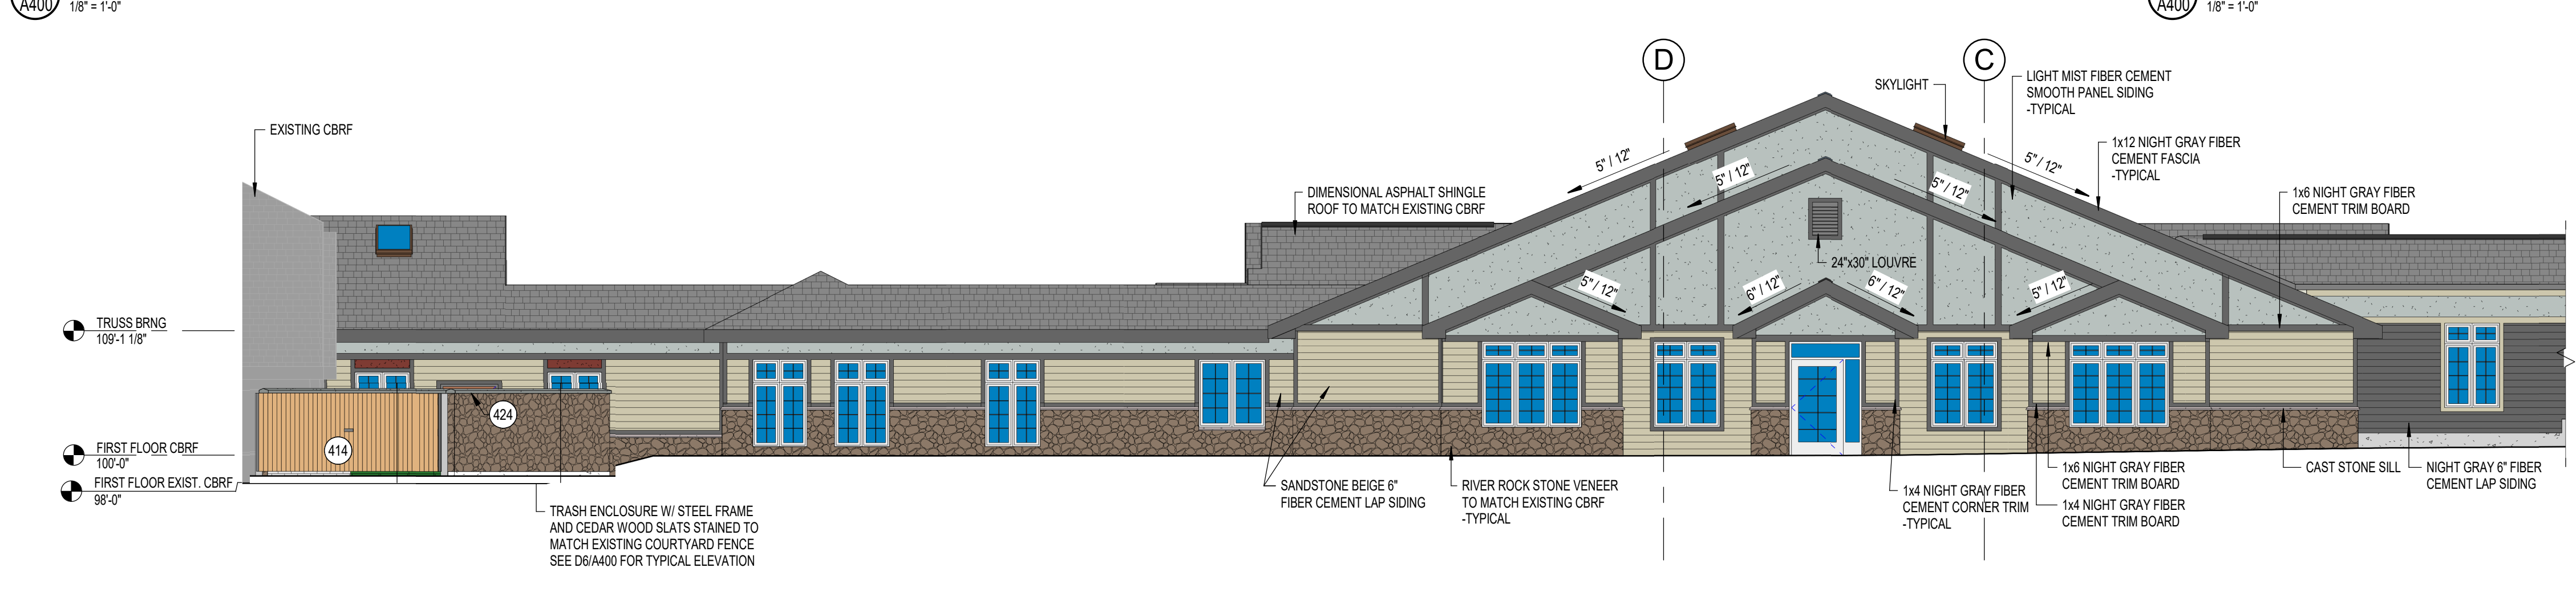 A400
1/8" = 1'-0"
A400
1/8" = 1'-0"
D
C
SKYLIGHT
LIGHT MIST FIBER CEMENT
SMOOTH PANEL SIDING
-TYPICAL
EXISTING CBRF
1x12 NIGHT GRAY FIBER
CEMENT FASCIA
-TYPICAL
5" / 12"
5" / 12"
5" / 12"
5" / 12"
DIMENSIONAL ASPHALT SHINGLE
ROOF TO MATCH EXISTING CBRF
1x6 NIGHT GRAY FIBER
CEMENT TRIM BOARD
24"x30" LOUVRE
5" / 12"
6" / 12"
6" / 12"
5" / 12"
TRUSS BRNG
109'-1 1/8"
424
414
FIRST FLOOR CBRF
100'-0"
FIRST FLOOR EXIST. CBRF
98'-0"
TRASH ENCLOSURE W/ STEEL FRAME
AND CEDAR WOOD SLATS STAINED TO
MATCH EXISTING COURTYARD FENCE
SEE D6/A400 FOR TYPICAL ELEVATION
SANDSTONE BEIGE 6"
FIBER CEMENT LAP SIDING
RIVER ROCK STONE VENEER
TO MATCH EXISTING CBRF
-TYPICAL
1x4 NIGHT GRAY FIBER
CEMENT CORNER TRIM
-TYPICAL
1x6 NIGHT GRAY FIBER
CEMENT TRIM BOARD
1x4 NIGHT GRAY FIBER
CEMENT TRIM BOARD
CAST STONE SILL
NIGHT GRAY 6" FIBER
CEMENT LAP SIDING